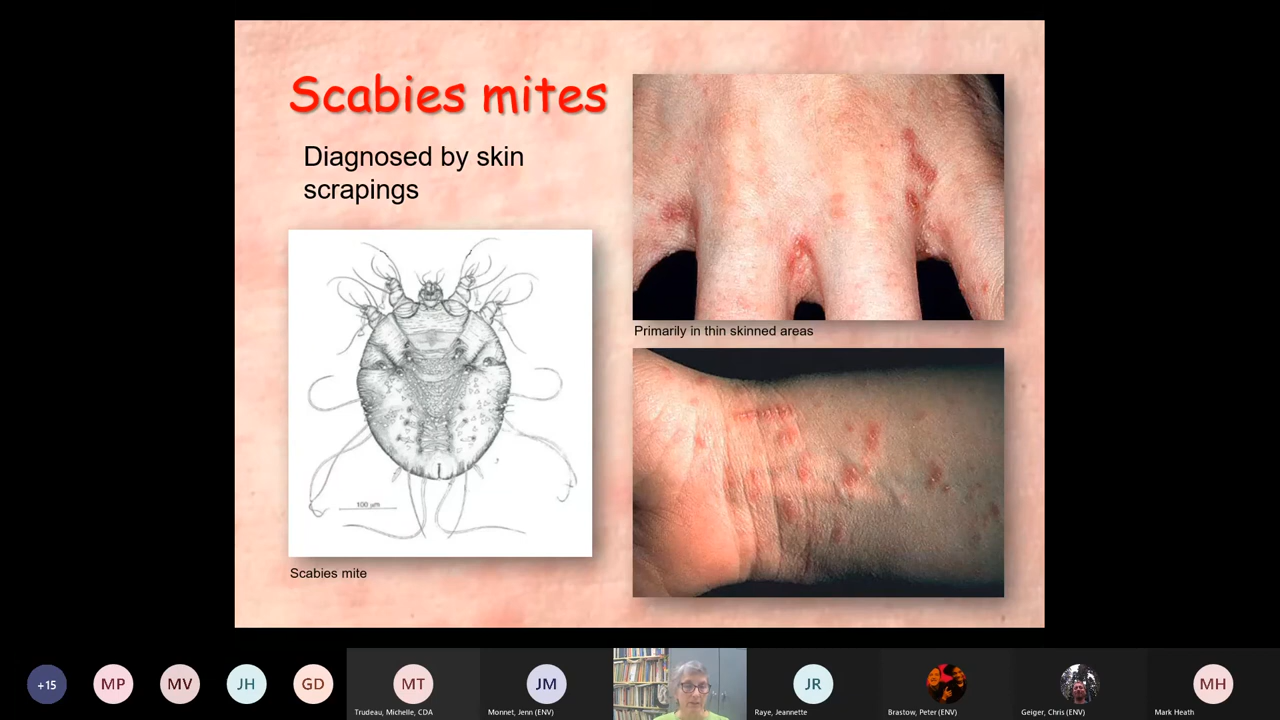 Scabies mites
Diagnosed by skin
scrapings
100 µm
Scabies mite
Primarily in thin skinned areas
+15
MP
MV
JH
GD
MT
Trudeau, Michelle, CDA
JM
Monnet, Jenn (ENV)
JR
Raye, Jeannette
Brastow, Peter (ENV)
Geiger, Chris (ENV)
MH
Mark Heath